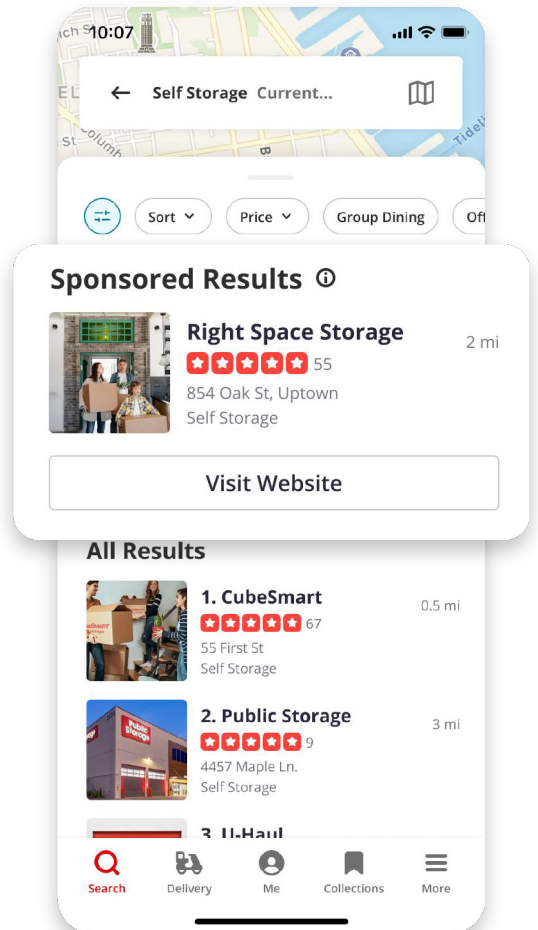 10:07
Self Storage Current...
Sort
Price
Group Dining
Sponsored Results
Right Space Storage
2 mi
55
854 Oak St, Uptown
Self Storage
Visit Website
All Results
1. CubeSmart
0.5 mi
67
55 First St
Self Storage
2. Public Storage
3 mi
9
4457 Maple Ln.
Self Storage
Public
Storage
3. U-Haul
Search
Delivery
Me
Collections
More